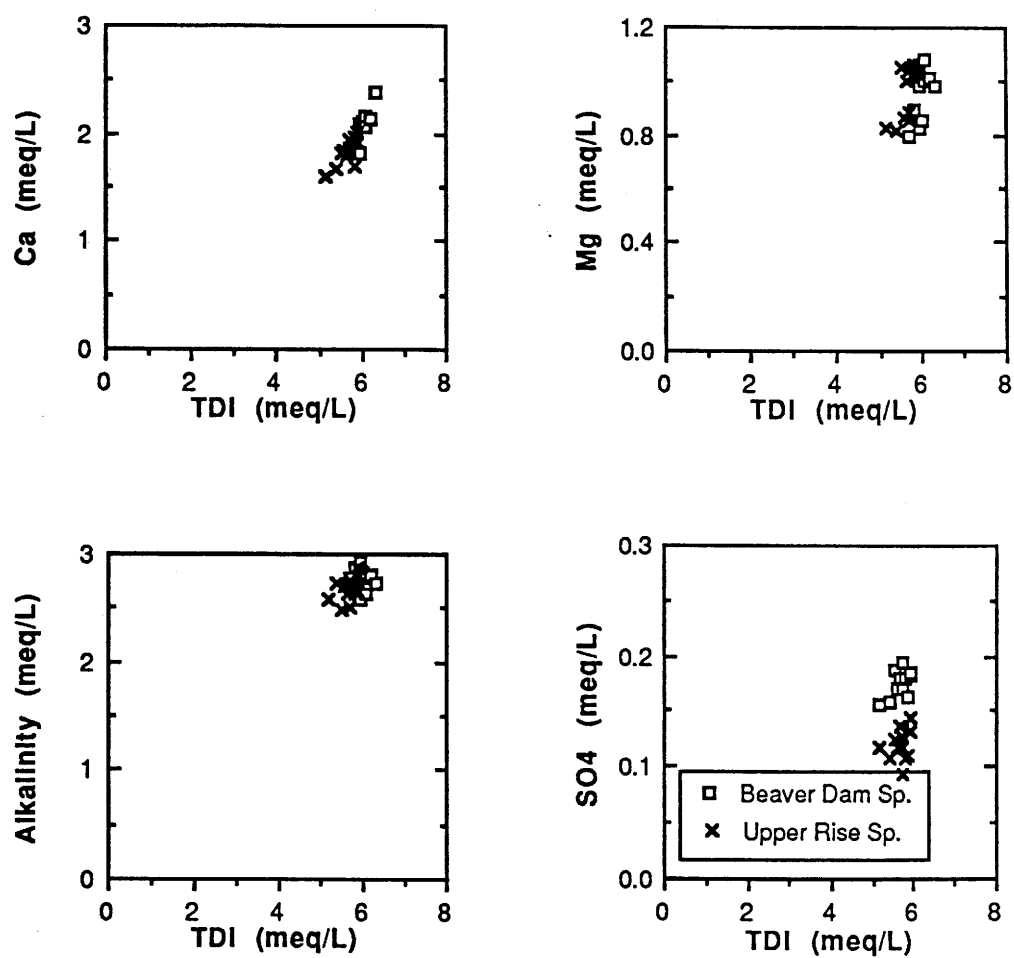 3
2
1
0
Ca (meq/L)
0 2 4 6 8
TDI (meq/L)
1.2
0.8
0.4
0.0
Mg (meq/L)
0 2 4 6 8
TDI (meq/L)
3
2
1
0
Alkalinity (meq/L)
0 2 4 6 8
TDI (meq/L)
0.3
0.2
0.1
0.0
SO4 (meq/L)
Beaver Dam Sp.
Upper Rise Sp.
0 2 4 6 8
TDI (meq/L)